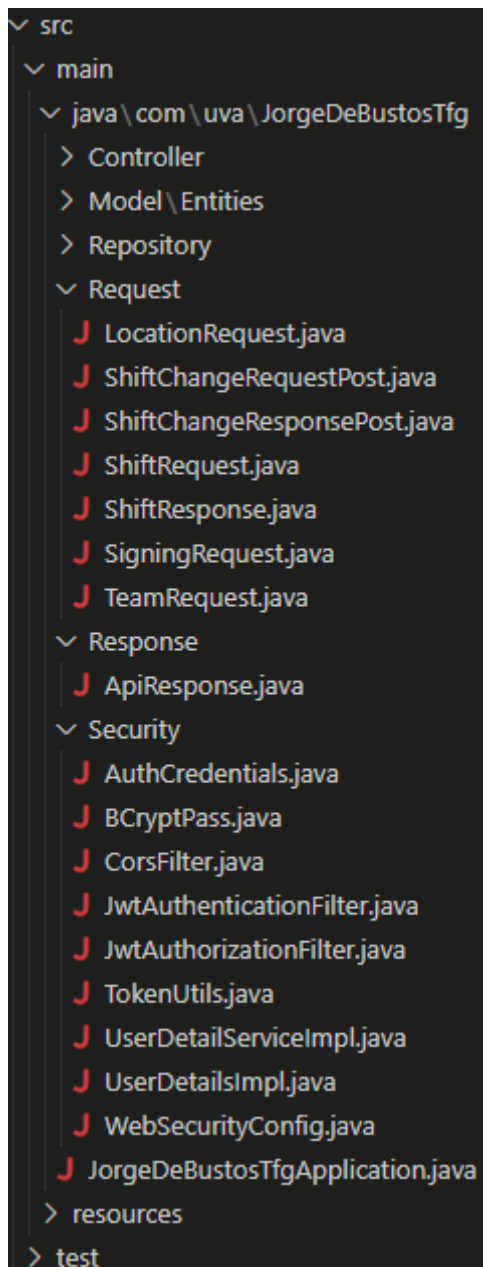 src
main
java\com\uva\JorgeDeBustosTfg
Controller
Model\Entities
Repository
Request
J LocationRequest.java
J ShiftChangeRequestPost.java
J ShiftChangeResponsePost.java
J ShiftRequest.java
J ShiftResponse.java
J SigningRequest.java
J TeamRequest.java
Response
J ApiResponse.java
Security
J AuthCredentials.java
J BCryptPass.java
J CorsFilter.java
J JwtAuthenticationFilter.java
J JwtAuthorizationFilter.java
J TokenUtils.java
J UserDetailServiceImpl.java
J UserDetailsImpl.java
J WebSecurityConfig.java
J JorgeDeBustosTfgApplication.java
resources
test